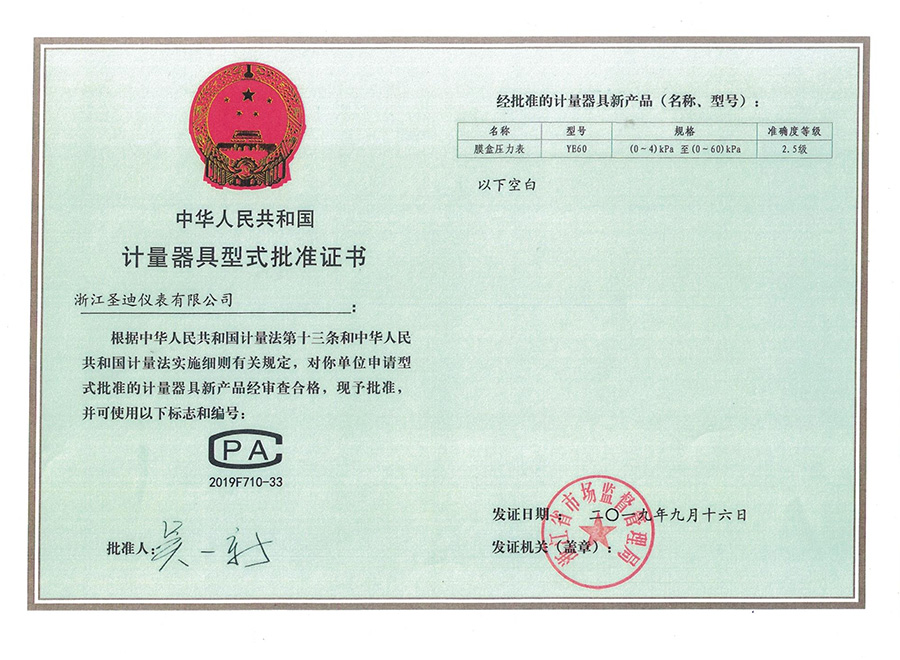 中华人民共和国
计量器具型式批准证书
浙江圣迪仪表有限公司：
根据中华人民共和国计量法第十三条和中华人民
共和国计量法实施细则有关规定，对你单位申请型
式批准的计量器具新产品经审查合格，现予批准，
并可使用以下标志和编号：
CPA
2019F710-33
批准人：
经批准的计量器具新产品（名称、型号）：
名称 型号 规格 准确度等级
膜盒压力表 YE60 (0~4)kPa 至(0~60)kPa 2.5级
以下空白
发证日期： 二〇一九年九月十六日
发证机关（盖章）：
浙江省市场监督管理局